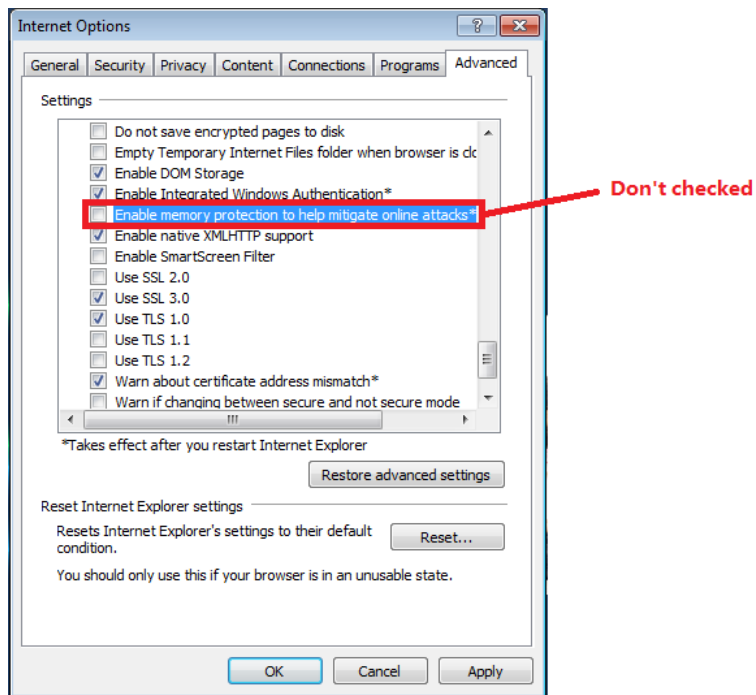 Internet Options
General Security Privacy Content Connections Programs Advanced
Settings
Do not save encrypted pages to disk
Empty Temporary Internet Files folder when browser is clc
Enable DOM Storage
Enable Integrated Windows Authentication*
Enable memory protection to help mitigate online attacks*
Don't checked
Enable native XMLHTTP support
Enable SmartScreen Filter
Use SSL 2.0
Use SSL 3.0
Use TLS 1.0
Use TLS 1.1
Use TLS 1.2
Warn about certificate address mismatch*
Warn if changing between secure and not secure mode
*Takes effect after you restart Internet Explorer
Restore advanced settings
Reset Internet Explorer settings
Resets Internet Explorer's settings to their default
condition.
Reset...
You should only use this if your browser is in an unusable state.
OK Cancel Apply